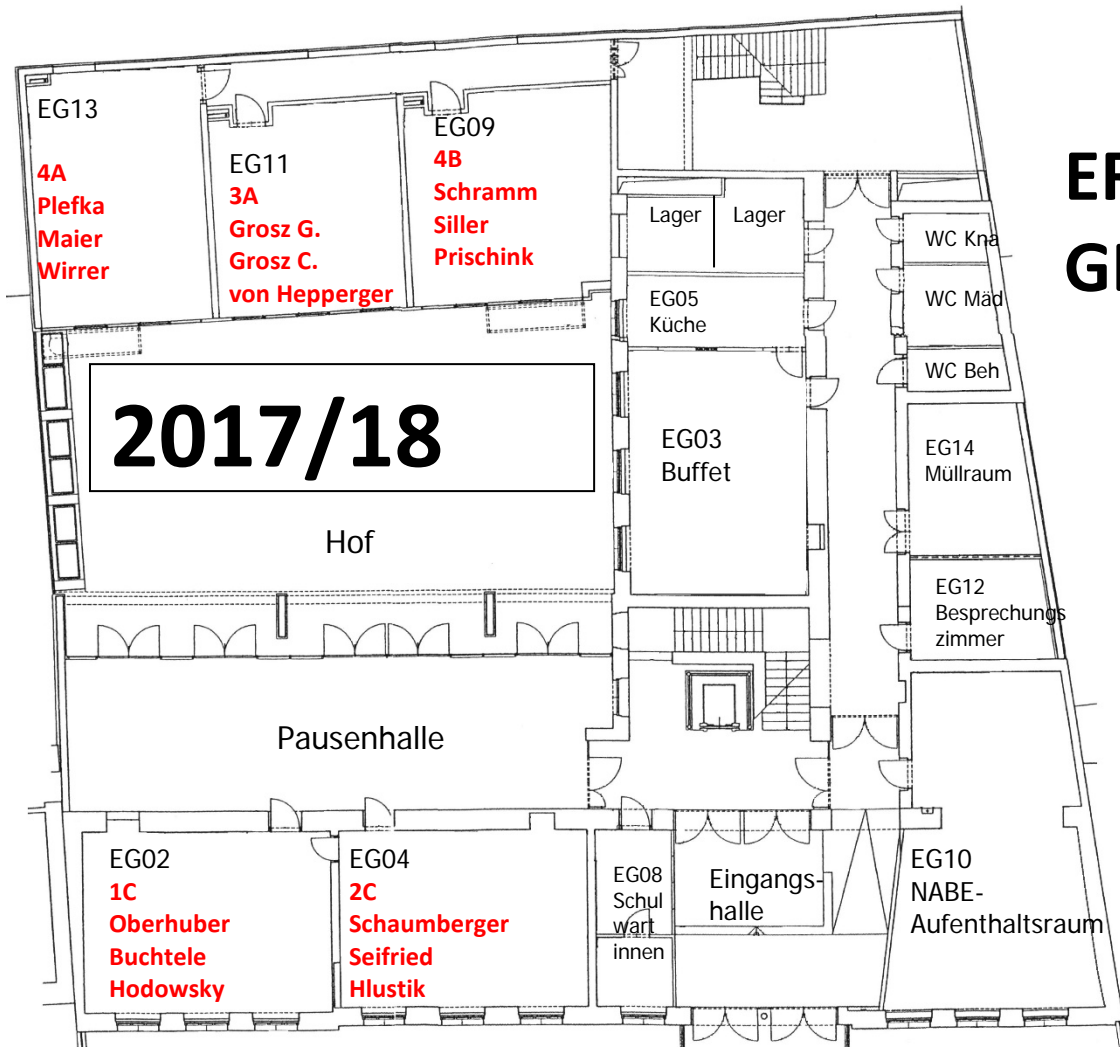 EG13
4A
Plefka
Maier
Wirrer
EG11
3A
Grosz G.
Grosz C.
von Hepperger
EG09
4B
Schramm
Siller
Prischink
Lager
Lager
EG05
Küche
EG03
Buffet
WC Kna
WC Mäd
WC Beh
EG14
Müllraum
EG12
Besprechungs
zimmer
2017/18
Hof
Pausenhalle
EG02
1C
Oberhuber
Buchtele
Hodowsky
EG04
2C
Schaumberger
Seifried
Hlustik
EG08
Schul
wart
innen
Eingangs-
halle
EG10
NABE-
Aufenthaltsraum